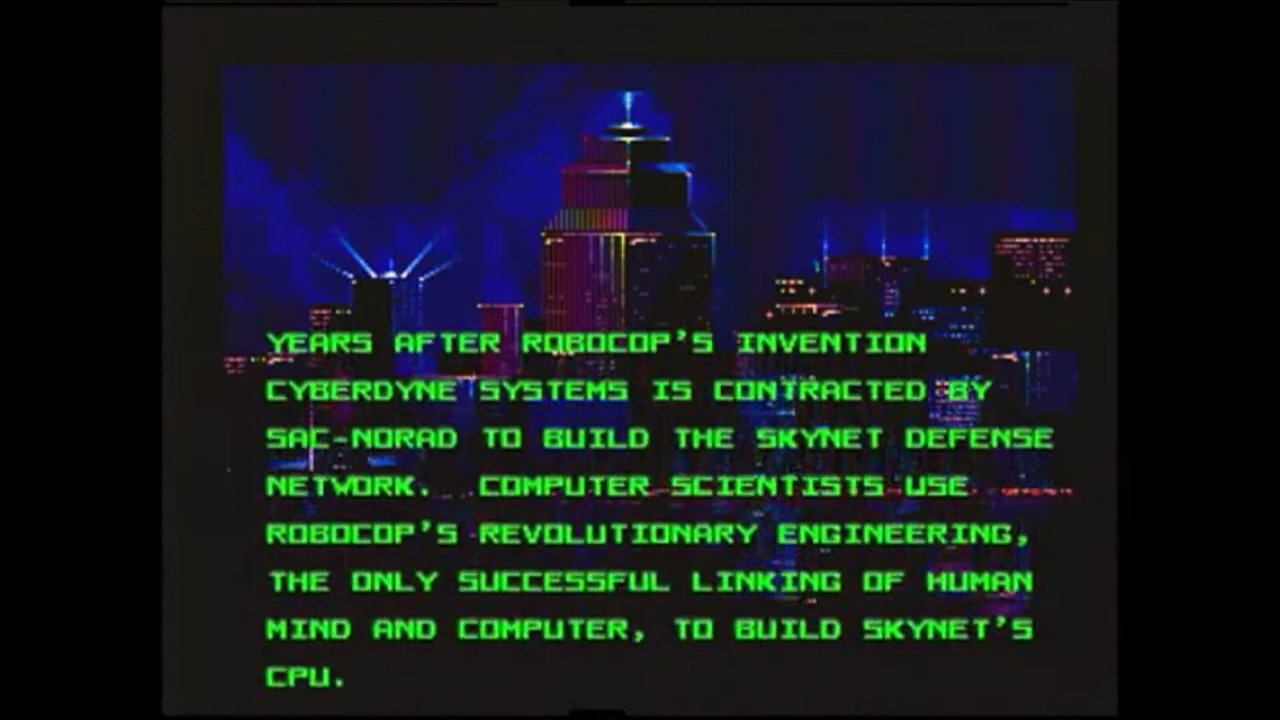 YEARS AFTER ROBOCOP'S INVENTION
CYBERDYNE SYSTEMS IS CONTRACTED BY
SAC-NORAD TO BUILD THE SKYNET DEFENSE
NETWORK.  COMPUTER SCIENTISTS USE
ROBOCOP'S REVOLUTIONARY ENGINEERING,
THE ONLY SUCCESSFUL LINKING OF HUMAN
MIND AND COMPUTER, TO BUILD SKYNET'S
CPU.